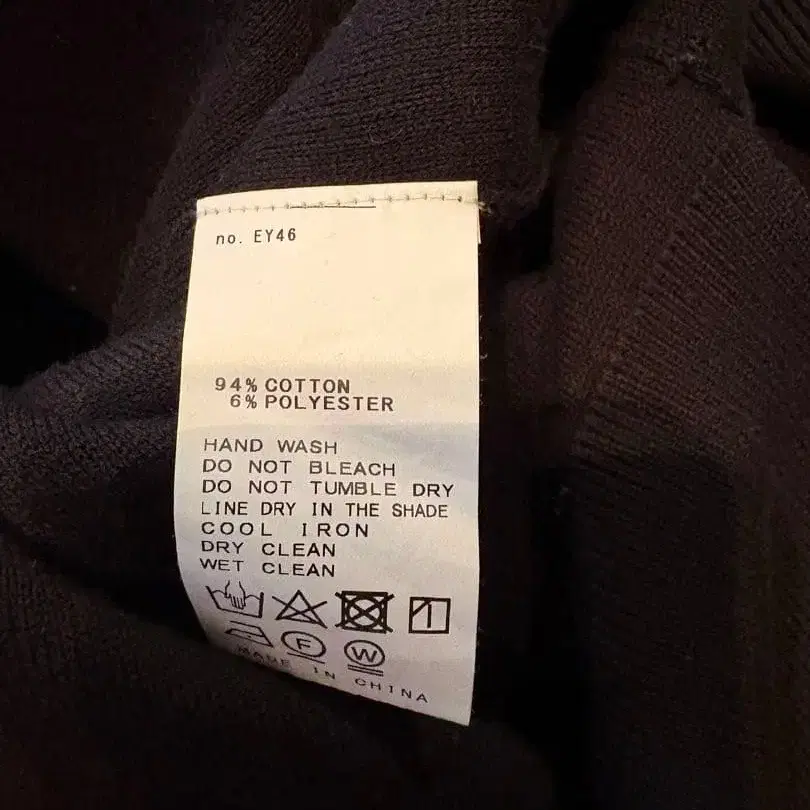 no. EY46
94% COTTON
6% POLYESTER
HAND WASH
DO NOT BLEACH
DO NOT TUMBLE DRY
LINE DRY IN THE SHADE
COOL IRON
DRY CLEAN
WET CLEAN
F W
MADE IN CHINA